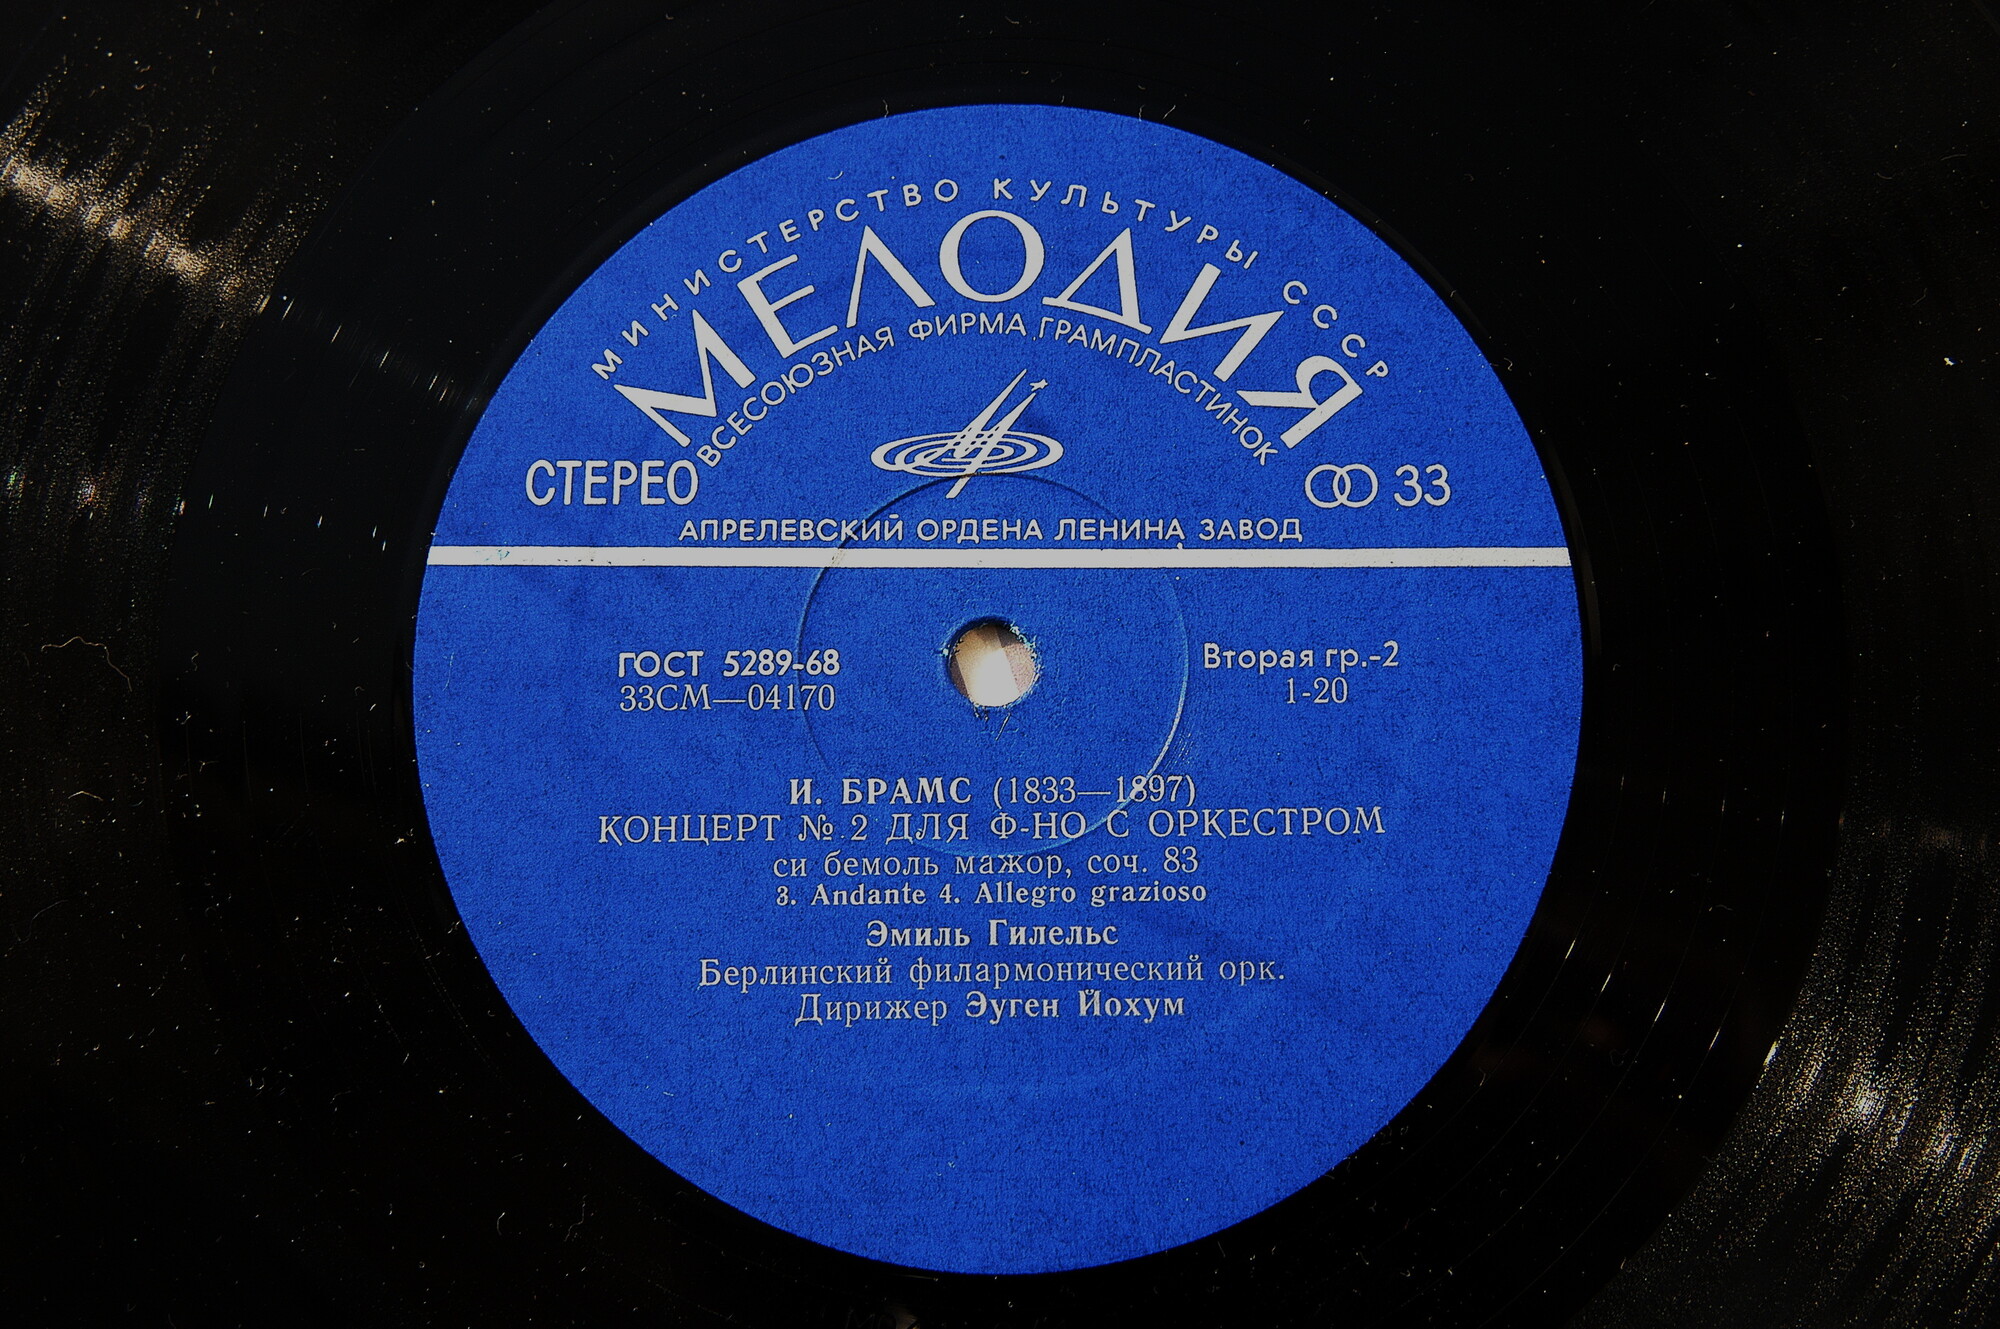 МИНИСТЕРСТВО КУЛЬТУРЫ СССР
МЕЛОДИЯ
ВСЕСОЮЗНАЯ ФИРМА ГРАМПЛАСТИНОК
СТЕРЕО
33
АПРЕЛЕВСКИЙ ОРДЕНА ЛЕНИНА ЗАВОД
ГОСТ 5289-68
33СМ—04170
Вторая гр.-2
1-20
И. БРАМС (1833—1897)
КОНЦЕРТ № 2 ДЛЯ Ф-НО С ОРКЕСТРОМ
си бемоль мажор, соч. 83
3. Andante 4. Allegro grazioso
Эмиль Гилельс
Берлинский филармонический орк.
Дирижер Эуген Йохум